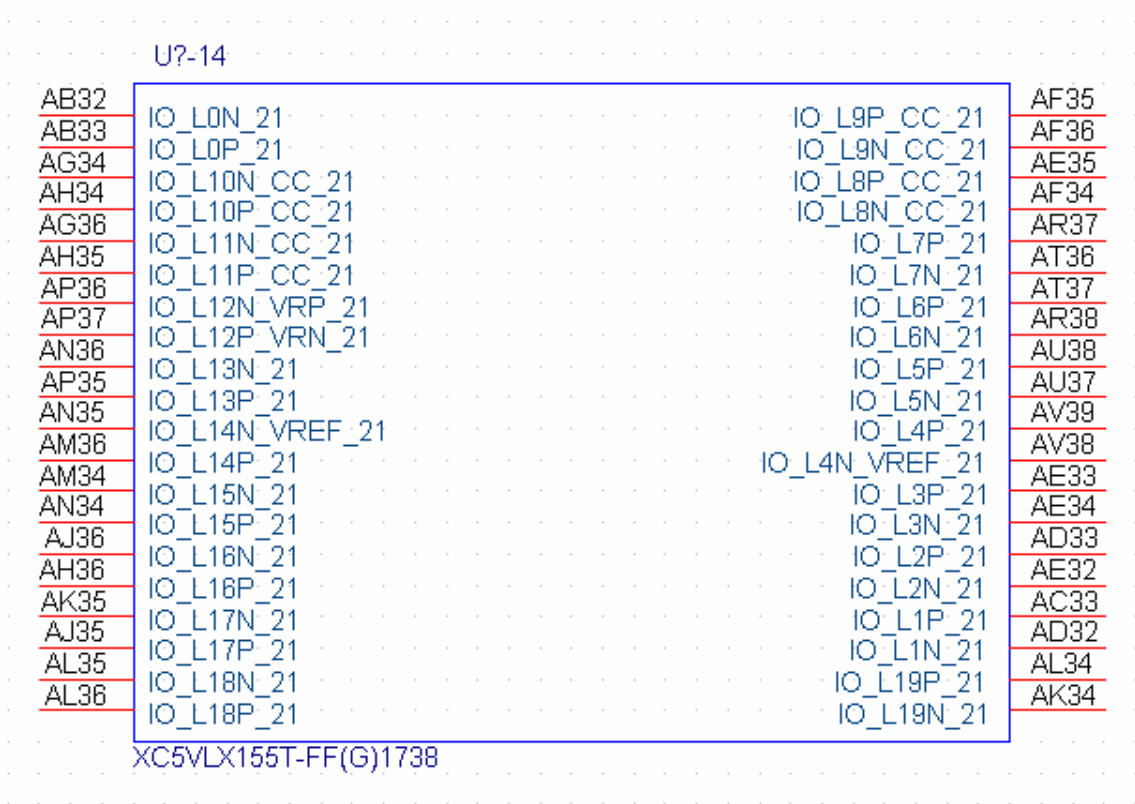 U?-14
AB32 IO_L0N_21 IO_L9P_CC_21 AF35
AB33 IO_L0P_21 IO_L9N_CC_21 AF36
AG34 IO_L10N_CC_21 IO_L8P_CC_21 AE35
AH34 IO_L10P_CC_21 IO_L8N_CC_21 AF34
AG36 IO_L11N_CC_21 IO_L7P_21 AR37
AH35 IO_L11P_CC_21 IO_L7N_21 AT36
AP36 IO_L12N_VRP_21 IO_L6P_21 AT37
AP37 IO_L12P_VRN_21 IO_L6N_21 AR38
AN36 IO_L13N_21 IO_L5P_21 AU38
AP35 IO_L13P_21 IO_L5N_21 AU37
AN35 IO_L14N_VREF_21 IO_L4P_21 AV39
AM36 IO_L14P_21 IO_L4N_VREF_21 AV38
AM34 IO_L15N_21 IO_L3P_21 AE33
AN34 IO_L15P_21 IO_L3N_21 AE34
AJ36 IO_L16N_21 IO_L2P_21 AD33
AH36 IO_L16P_21 IO_L2N_21 AE32
AK35 IO_L17N_21 IO_L1P_21 AC33
AJ35 IO_L17P_21 IO_L1N_21 AD32
AL35 IO_L18N_21 IO_L19P_21 AL34
AL36 IO_L18P_21 IO_L19N_21 AK34
XC5VLX155T-FF(G)1738